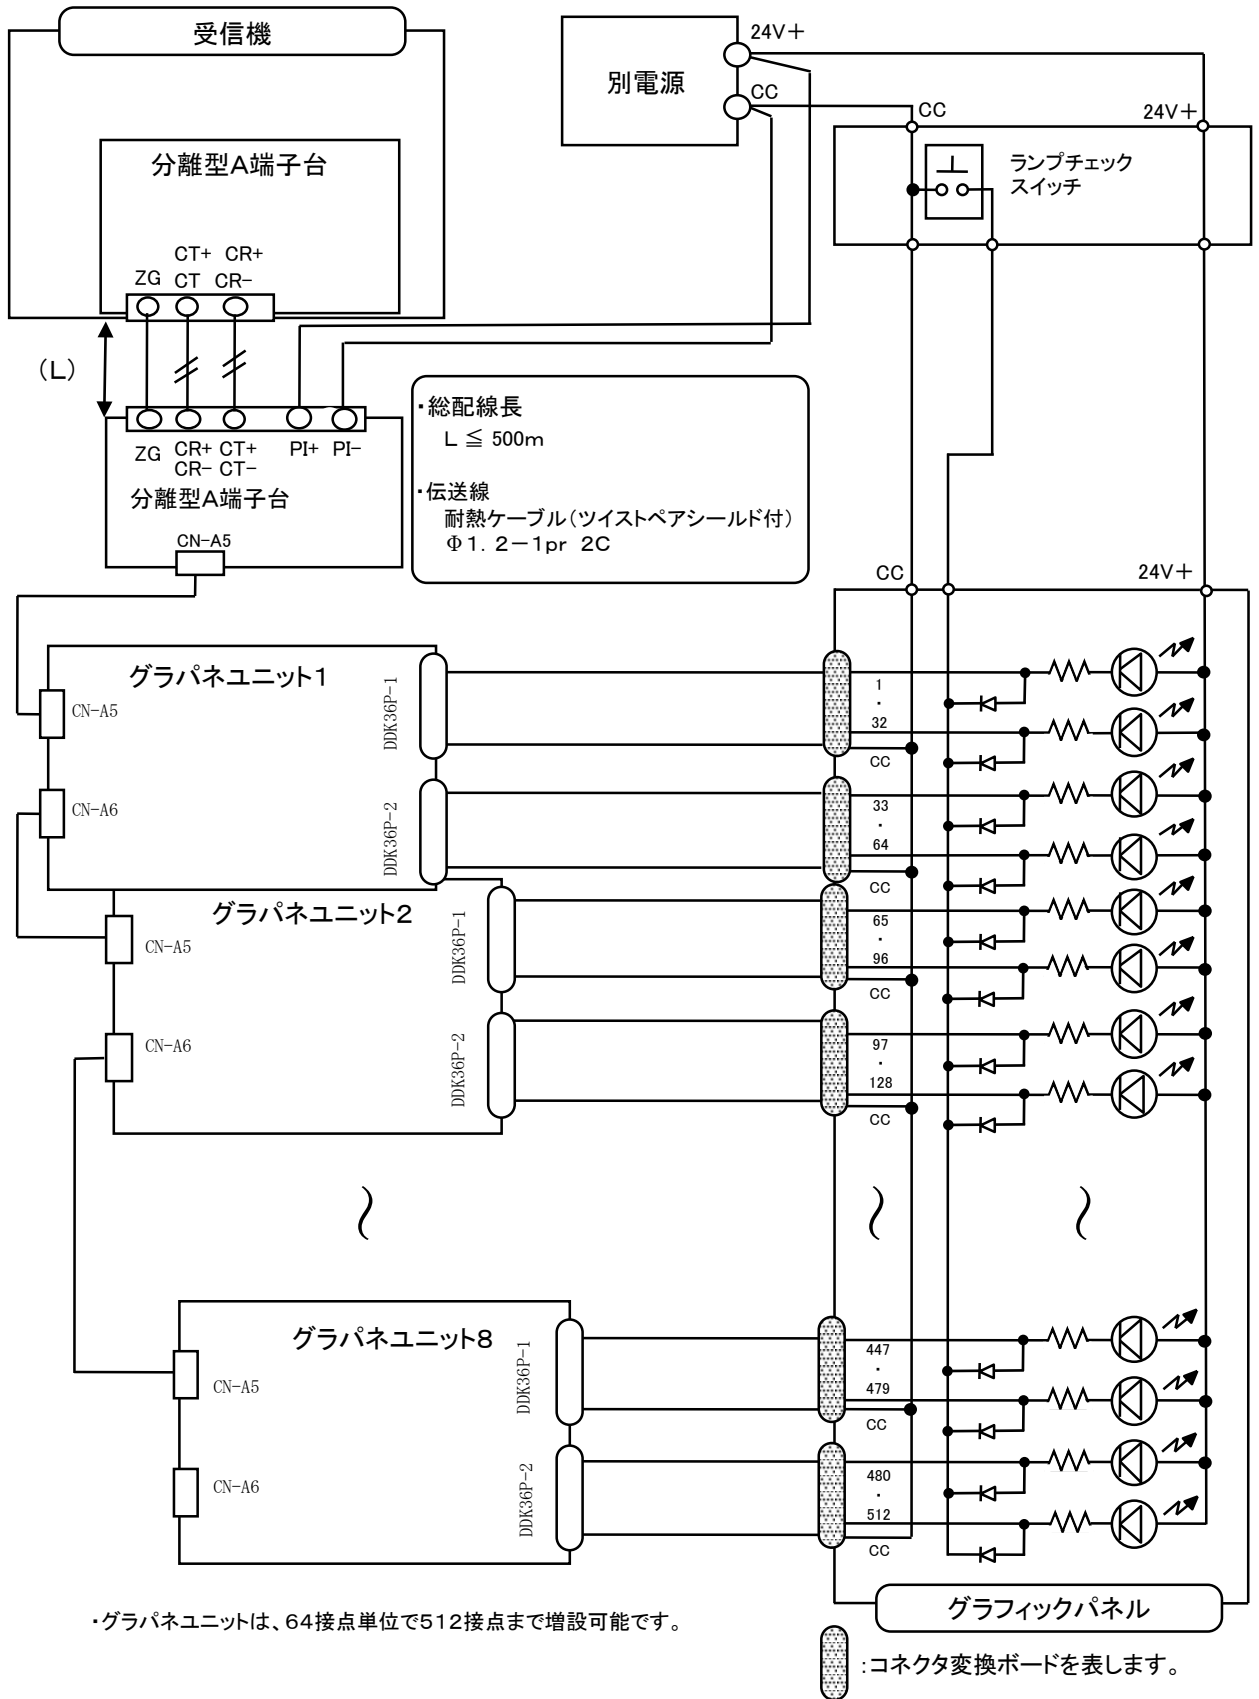 受信機
分離型A端子台
CT+ CR+
ZG CT CR-
(L)
ZG CR+ CT+ PI+ PI-
CR- CT-
分離型A端子台
CN-A5
別電源
24V+
CC
CC
24V+
ランプチェック
スイッチ
・総配線長
L ≦ 500m
・伝送線
耐熱ケーブル(ツイストペアシールド付)
Φ1.2-1pr 2C
CC
24V+
グラパネユニット1
CN-A5
CN-A6
DDK36P-1
DDK36P-2
1
・
32
CC
33
・
64
CC
グラパネユニット2
CN-A5
CN-A6
DDK36P-1
DDK36P-2
65
・
96
CC
97
・
128
CC
~
~
~
グラパネユニット8
CN-A5
CN-A6
DDK36P-1
DDK36P-2
447
・
479
CC
480
・
512
CC
グラフィックパネル
・グラパネユニットは、64接点単位で512接点まで増設可能です。
:コネクタ変換ボードを表します。